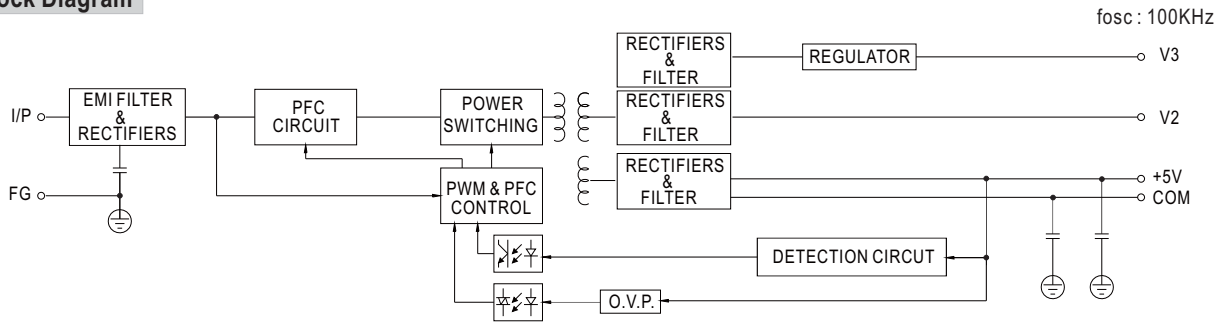 ock Diagram
fosc : 100KHz
RECTIFIERS
&
FILTER
REGULATOR
V3
I/P
EMI FILTER
&
RECTIFIERS
PFC
CIRCUIT
POWER
SWITCHING
RECTIFIERS
&
FILTER
V2
FG
PWM & PFC
CONTROL
RECTIFIERS
&
FILTER
+5V
COM
DETECTION CIRCUT
O.V.P.